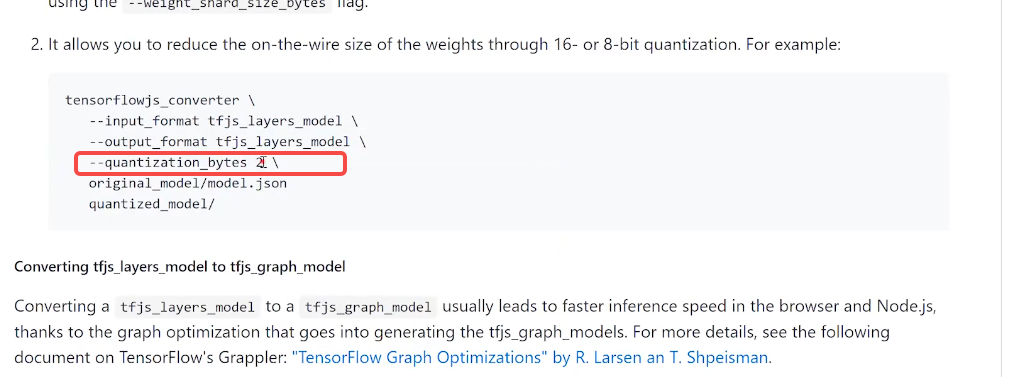 using the --weight_shard_size_bytes flag.
2. It allows you to reduce the on-the-wire size of the weights through 16- or 8-bit quantization. For example:
tensorflowjs_converter \
--input_format tfjs_layers_model \
--output_format tfjs_layers_model \
--quantization_bytes 2 \
original_model/model.json
quantized_model/
Converting tfjs_layers_model to tfjs_graph_model
Converting a tfjs_layers_model to a tfjs_graph_model usually leads to faster inference speed in the browser and Node.js,
thanks to the graph optimization that goes into generating the tfjs_graph_models. For more details, see the following
document on TensorFlow's Grappler: "TensorFlow Graph Optimizations" by R. Larsen an T. Shpeisman.